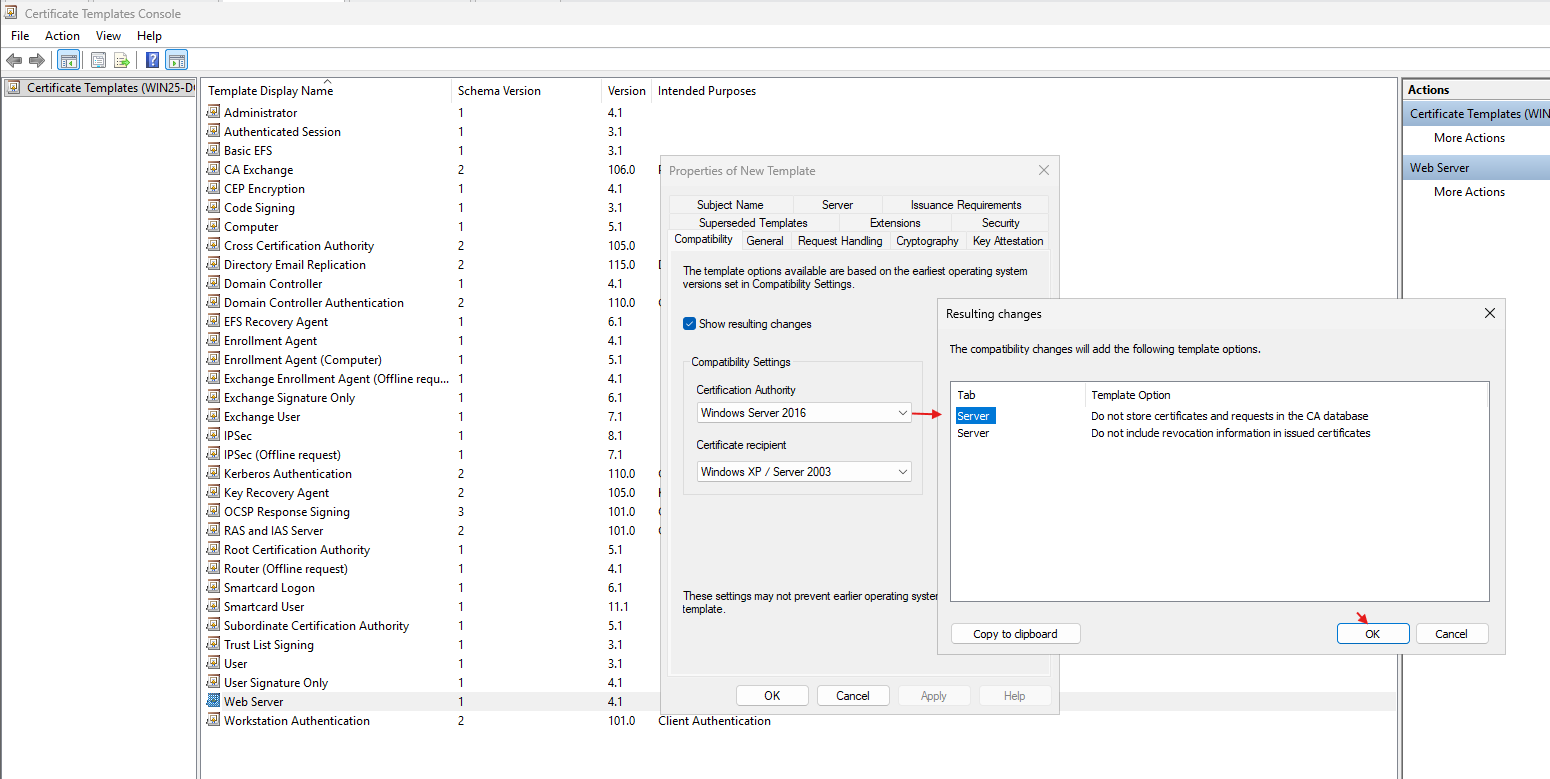 Certificate Templates Console
File Action View Help
Certificate Templates (WIN25-D
Template Display Name Schema Version Version Intended Purposes
Administrator 1 4.1
Authenticated Session 1 3.1
Basic EFS 1 3.1
CA Exchange 2 106.0
CEP Encryption 1 4.1
Code Signing 1 3.1
Computer 1 5.1
Cross Certification Authority 2 105.0
Directory Email Replication 2 115.0
Domain Controller 1 4.1
Domain Controller Authentication 2 110.0
EFS Recovery Agent 1 6.1
Enrollment Agent 1 4.1
Enrollment Agent (Computer) 1 5.1
Exchange Enrollment Agent (Offline requ... 1 4.1
Exchange Signature Only 1 6.1
Exchange User 1 7.1
IPSec 1 8.1
IPSec (Offline request) 1 7.1
Kerberos Authentication 2 110.0
Key Recovery Agent 2 105.0
OCSP Response Signing 3 101.0
RAS and IAS Server 2 101.0
Root Certification Authority 1 5.1
Router (Offline request) 1 4.1
Smartcard Logon 1 6.1
Smartcard User 1 11.1
Subordinate Certification Authority 1 5.1
Trust List Signing 1 3.1
User 1 3.1
User Signature Only 1 4.1
Web Server 1 4.1
Workstation Authentication 2 101.0 Client Authentication
Properties of New Template
Subject Name Server Issuance Requirements
Superseded Templates Extensions Security
Compatibility General Request Handling Cryptography Key Attestation
The template options available are based on the earliest operating system
versions set in Compatibility Settings.
Show resulting changes
Compatibility Settings
Certification Authority
Windows Server 2016
Certificate recipient
Windows XP / Server 2003
These settings may not prevent earlier operating system
template.
OK Cancel Apply Help
Resulting changes
The compatibility changes will add the following template options.
Tab Template Option
Server Do not store certificates and requests in the CA database
Server Do not include revocation information in issued certificates
Copy to clipboard OK Cancel
Actions
Certificate Templates (WIN
More Actions
Web Server
More Actions